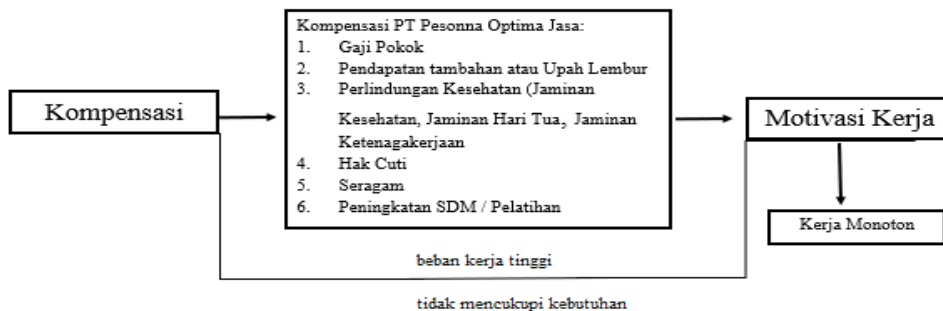 Kompensasi
Kompensasi PT Pesonna Optima Jasa:
1. Gaji Pokok
2. Pendapatan tambahan atau Upah Lembur
3. Perlindungan Kesehatan (Jaminan
Kesehatan, Jaminan Hari Tua, Jaminan
Ketenagakerjaan
4. Hak Cuti
5. Seragam
6. Peningkatan SDM / Pelatihan
Motivasi Kerja
Kerja Monoton
beban kerja tinggi
tidak mencukupi kebutuhan